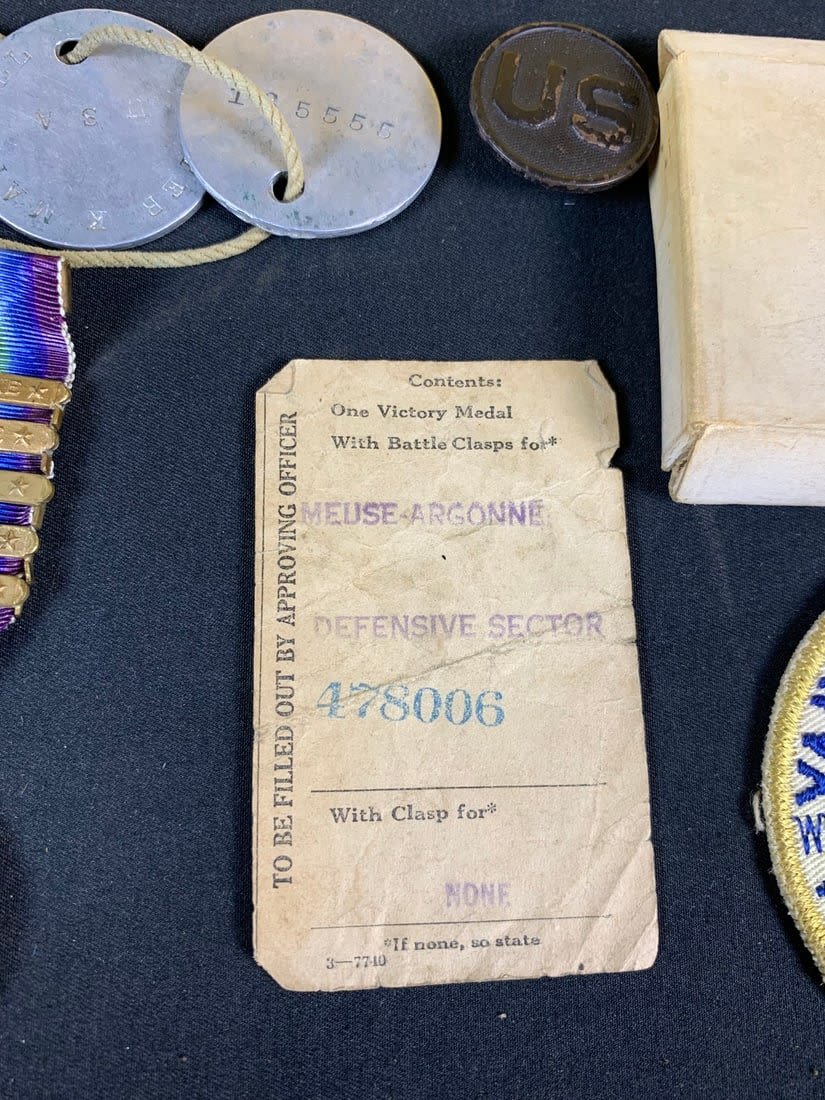 US
Contents:
One Victory Medal
With Battle Clasps for*
MEUSE-ARGONNE
DEFENSIVE SECTOR
478006
With Clasp for*
NONE
*If none, so state
3—7740
TO BE FILLED OUT BY APPROVING OFFICER